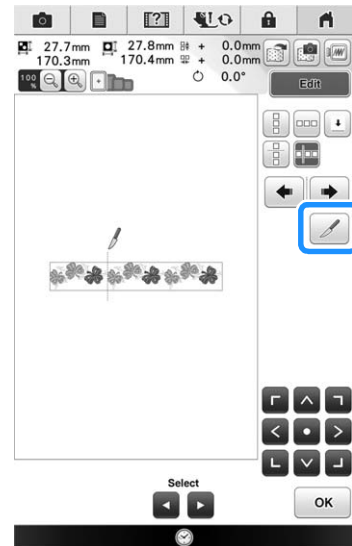 [?]
27.7mm 27.8mm + 0.0mm
170.3mm 170.4mm + 0.0mm
100 % 0.0°
Edit
Select
OK